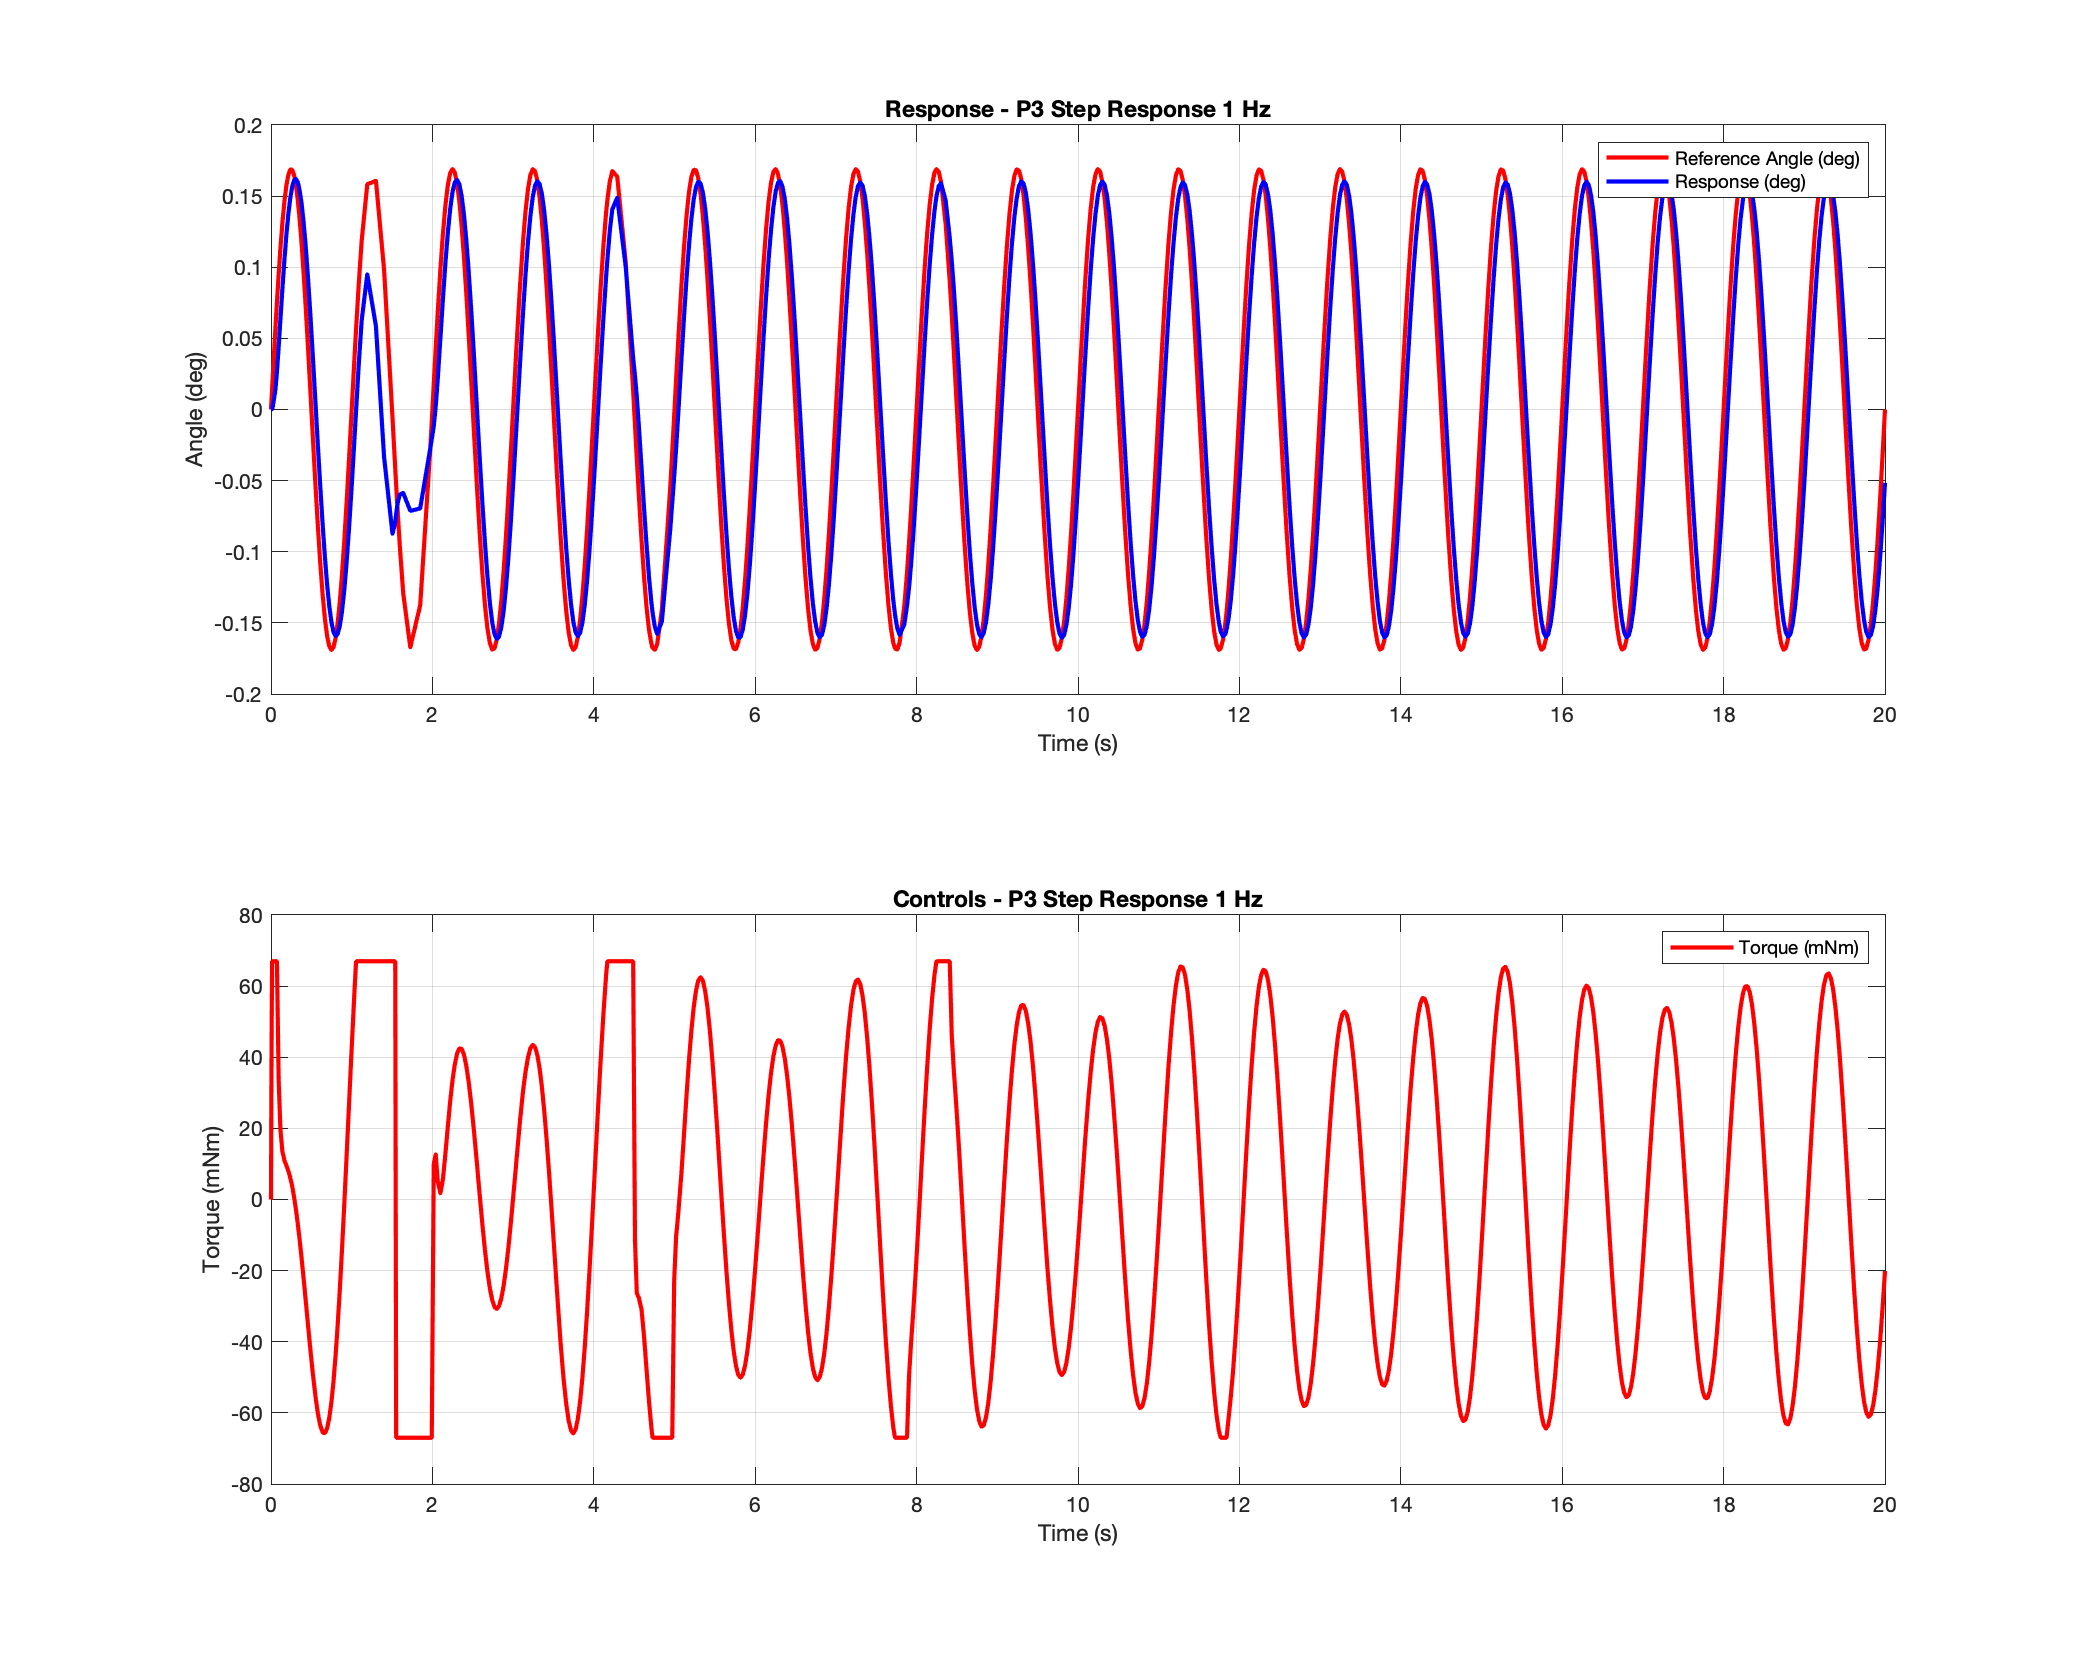 Response - P3 Step Response 1 Hz
0.2
0.15
0.1
0.05
0
-0.05
-0.1
-0.15
-0.2
Angle (deg)
Reference Angle (deg)
Response (deg)
0 2 4 6 8 10 12 14 16 18 20
Time (s)
Controls - P3 Step Response 1 Hz
80
60
40
20
0
-20
-40
-60
-80
Torque (mNm)
Torque (mNm)
0 2 4 6 8 10 12 14 16 18 20
Time (s)